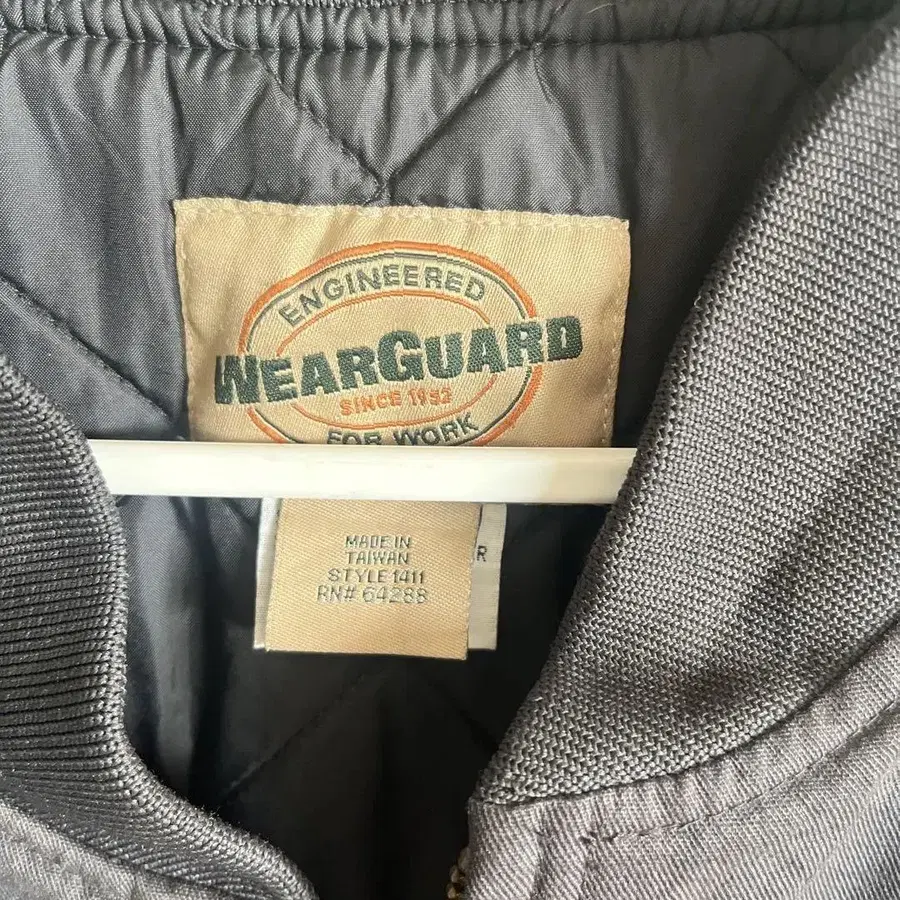 ENGINEERED
WEARGUARD
SINCE 1952
FOR WORK
MADE IN
TAIWAN
STYLE 1411
RN# 64288
R